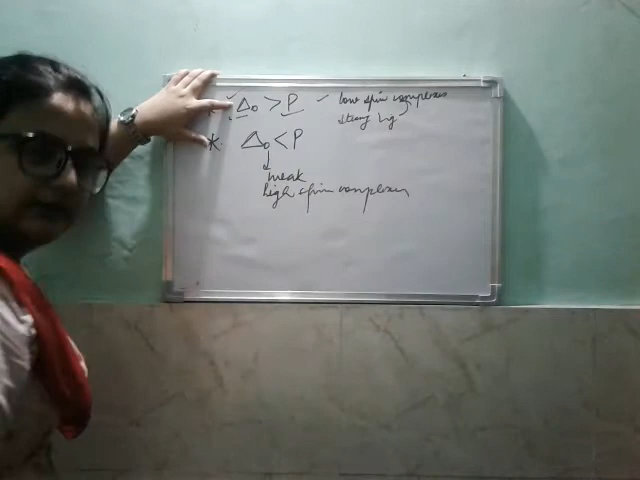 * ✓Δo > P ✓ low spin complexes
strong lig
* Δo < P
↓
weak
high spin complexes